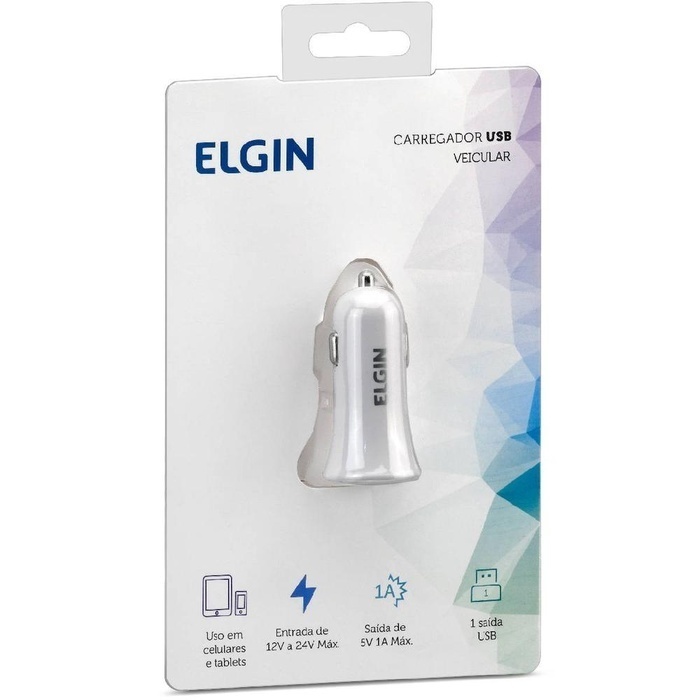 ELGIN
CARREGADOR USB
VEICULAR
ELGIN
1A
1
Uso em
celulares
e tablets
Entrada de
12V a 24V Máx.
Saída de
5V 1A Máx.
1 saída
USB